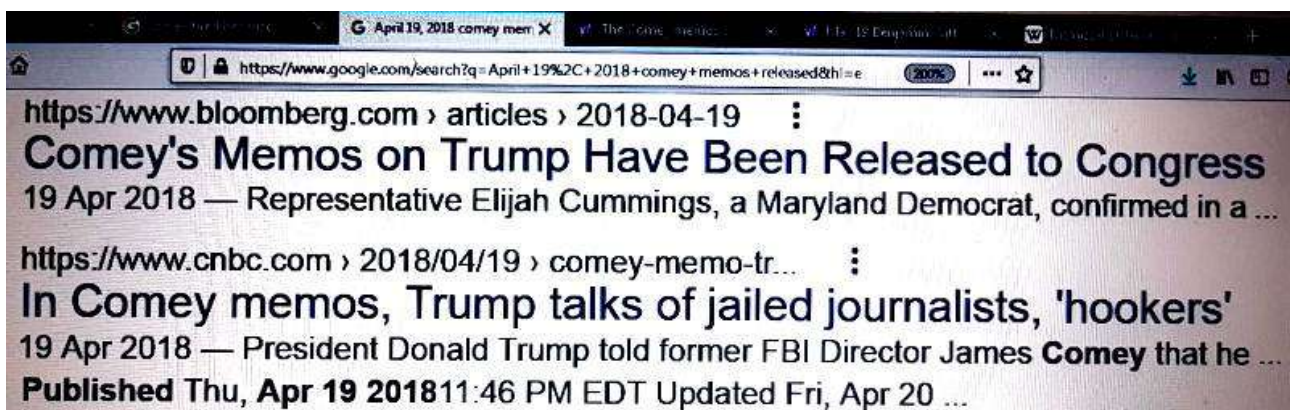 G April 19, 2018 comey mem X
https://www.google.com/search?q=April+19%2C+2018+comey+memos+released&hl=e 200% ...
https://www.bloomberg.com › articles › 2018-04-19
Comey's Memos on Trump Have Been Released to Congress
19 Apr 2018 — Representative Elijah Cummings, a Maryland Democrat, confirmed in a ...
https://www.cnbc.com › 2018/04/19 › comey-memo-tr...
In Comey memos, Trump talks of jailed journalists, 'hookers'
19 Apr 2018 — President Donald Trump told former FBI Director James Comey that he ...
Published Thu, Apr 19 201811:46 PM EDT Updated Fri, Apr 20 ...